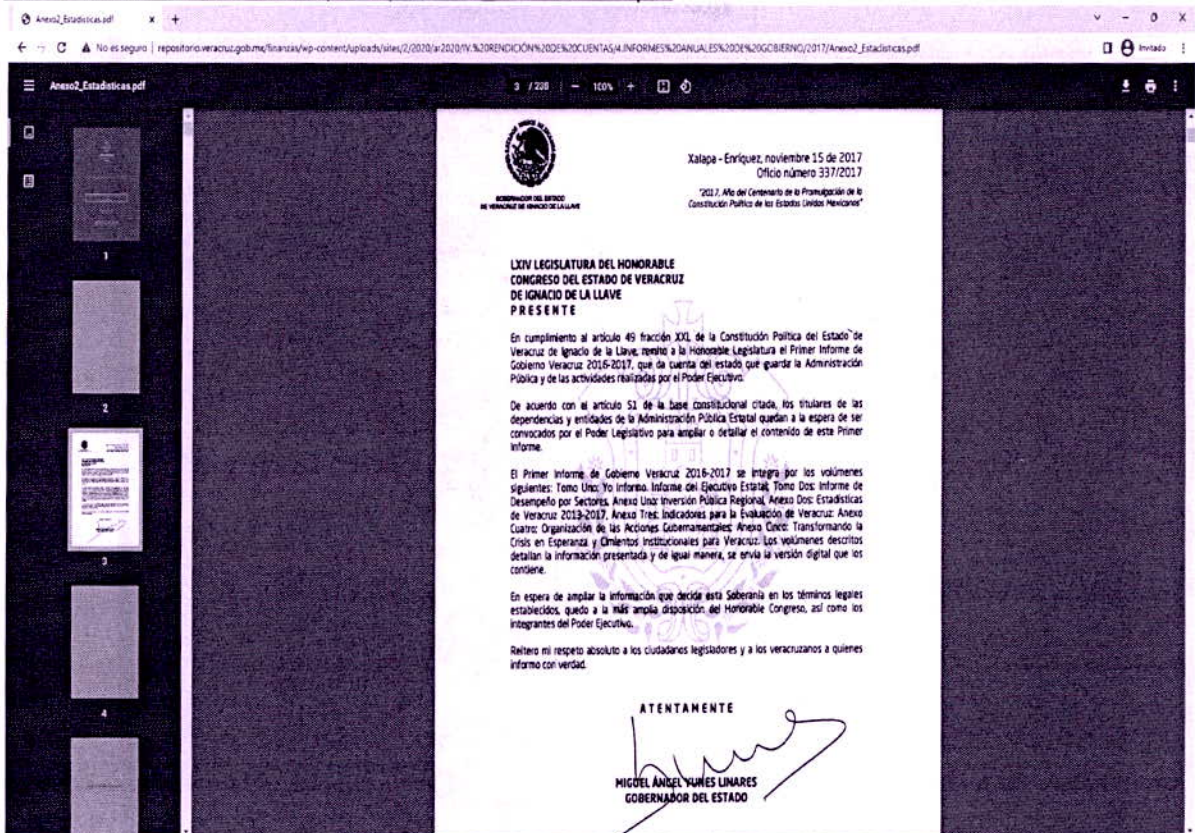 Anexo2_Estadisticas.pdf
No es seguro | repositorio.veracruz.gob.mx/finanzas/wp-content/uploads/sites/2/2020/ar2020/IV.%20RENDICIÓN%20DE%20CUENTAS/4.INFORMES%20ANUALES%20DE%20GOBIERNO/2017/Anexo2_Estadisticas.pdf
Invitado
Anexo2_Estadisticas.pdf
3 / 238 — 100% +
1
2
3
4
GOBERNADOR DEL ESTADO
DE VERACRUZ DE IGNACIO DE LA LLAVE
Xalapa - Enríquez, noviembre 15 de 2017
Oficio número 337/2017
"2017, Año del Centenario de la Promulgación de la
Constitución Política de los Estados Unidos Mexicanos"
LXIV LEGISLATURA DEL HONORABLE
CONGRESO DEL ESTADO DE VERACRUZ
DE IGNACIO DE LA LLAVE
PRESENTE
En cumplimiento al artículo 49 fracción XXI, de la Constitución Política del Estado de
Veracruz de Ignacio de la Llave, remito a la Honorable Legislatura el Primer Informe de
Gobierno Veracruz 2016-2017, que da cuenta del estado que guarda la Administración
Pública y de las actividades realizadas por el Poder Ejecutivo.
De acuerdo con el artículo 51 de la base constitucional citada, los titulares de las
dependencias y entidades de la Administración Pública Estatal quedan a la espera de ser
convocados por el Poder Legislativo para ampliar o detallar el contenido de este Primer
Informe.
El Primer Informe de Gobierno Veracruz 2016-2017 se integra por los volúmenes
siguientes: Tomo Uno: Yo Informo. Informe del Ejecutivo Estatal; Tomo Dos: Informe de
Desempeño por Sectores, Anexo Uno: Inversión Pública Regional, Anexo Dos: Estadísticas
de Veracruz 2013-2017, Anexo Tres: Indicadores para la Evaluación de Veracruz: Anexo
Cuatro: Organización de las Acciones Gubernamentales; Anexo Cinco: Transformando la
Crisis en Esperanza y Cimientos Institucionales para Veracruz. Los volúmenes descritos
detallan la información presentada y de igual manera, se envía la versión digital que los
contiene.
En espera de ampliar la información que decida esta Soberanía en los términos legales
establecidos, quedo a la más amplia disposición del Honorable Congreso, así como los
integrantes del Poder Ejecutivo.
Reitero mi respeto absoluto a los ciudadanos legisladores y a los veracruzanos a quienes
informo con verdad.
ATENTAMENTE
MIGUEL ÁNGEL YUNES LINARES
GOBERNADOR DEL ESTADO